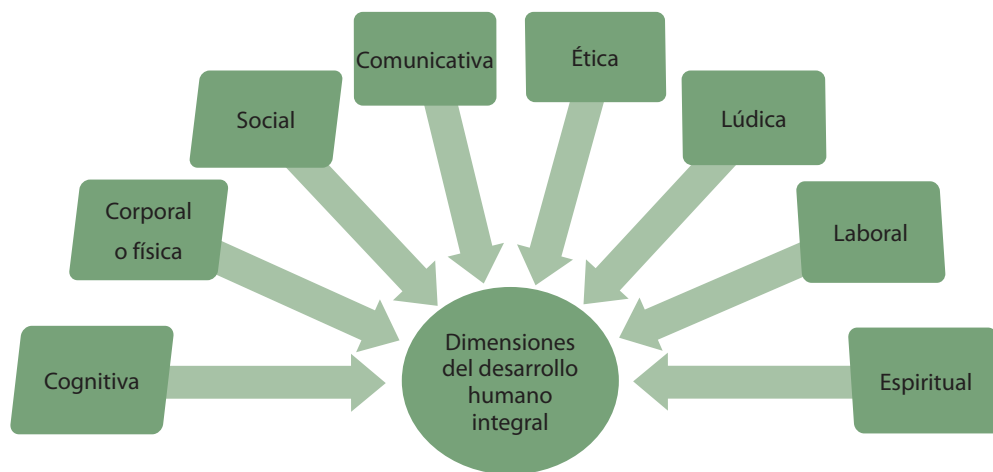 Comunicativa
Ética
Social
Lúdica
Corporal
o física
Laboral
Cognitiva
Dimensiones
del desarrollo
humano
integral
Espiritual